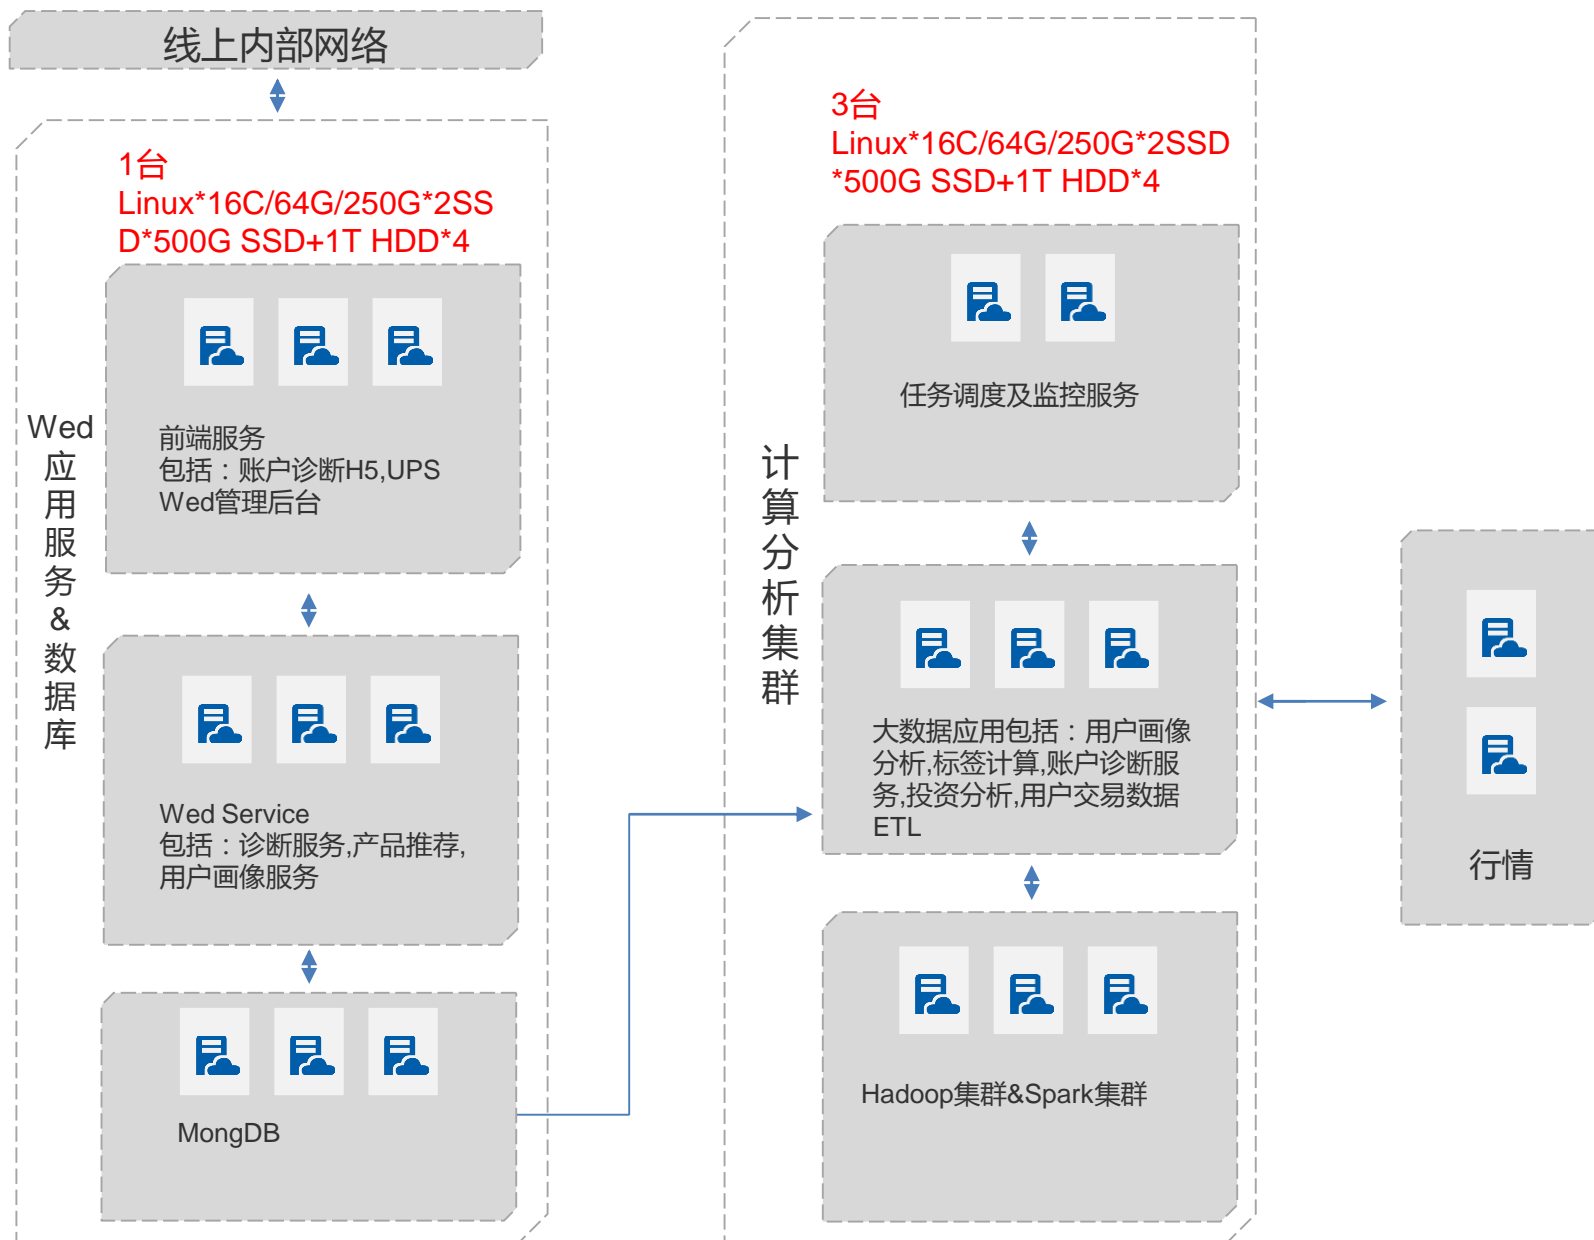 线上内部网络
1台
Linux*16C/64G/250G*2SS
D*500G SSD+1T HDD*4
Wed
应
用
服
务
&
数
据
库
前端服务
包括：账户诊断H5,UPS
Wed管理后台
Wed Service
包括：诊断服务,产品推荐,
用户画像服务
MongDB
3台
Linux*16C/64G/250G*2SSD
*500G SSD+1T HDD*4
计
算
分
析
集
群
任务调度及监控服务
大数据应用包括：用户画像
分析,标签计算,账户诊断服
务,投资分析,用户交易数据
ETL
Hadoop集群&Spark集群
行情